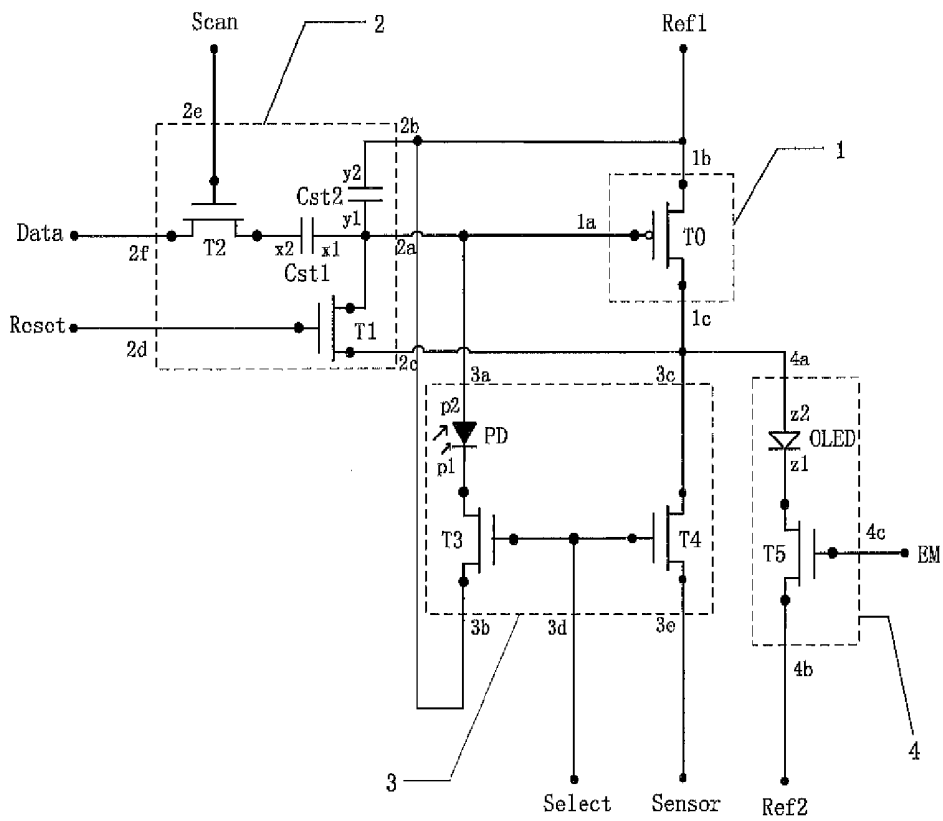 Scan
2
Ref1
2e
2b
1
1b
y2
Cst2
y1
1a
T0
Data
2f
T2
x2
x1
2a
Cst1
Reset
T1
1c
2d
2c
4a
3a
3c
p2
PD
z2
OLED
p1
z1
T3
T4
T5
4c
EM
3b
3d
3e
4b
3
4
Select
Sensor
Ref2